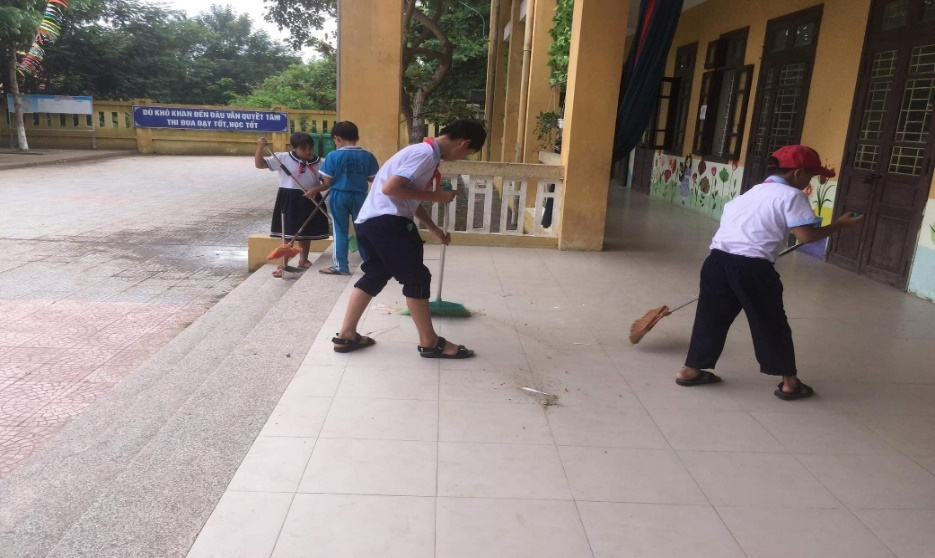 DÙ KHÓ KHĂN ĐẾN ĐÂU VẪN QUYẾT TÂM
THI ĐUA DẠY TỐT, HỌC TỐT